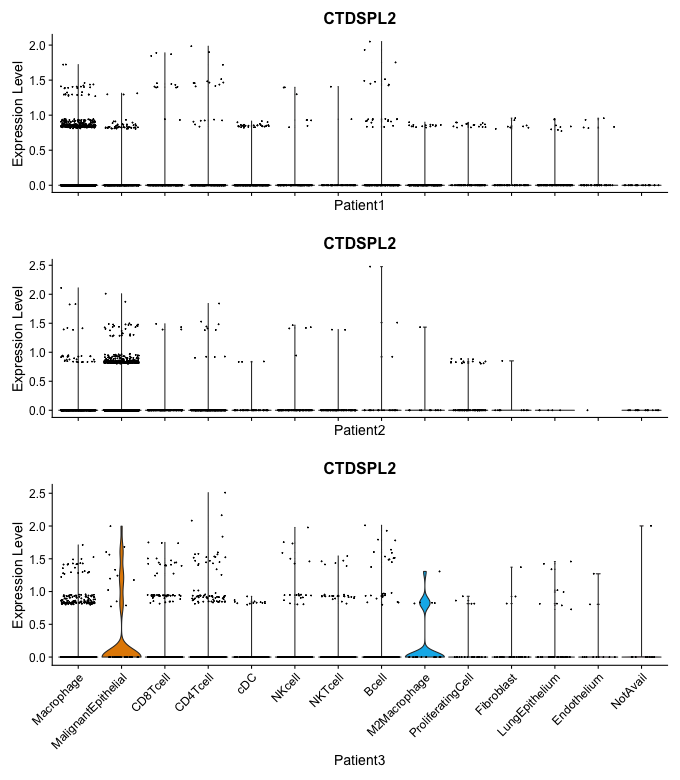 CTDSPL2
Expression Level
2.0
1.5
1.0
0.5
0.0
Patient1
CTDSPL2
Expression Level
2.5
2.0
1.5
1.0
0.5
0.0
Patient2
CTDSPL2
Expression Level
2.5
2.0
1.5
1.0
0.5
0.0
Macrophage
MalignantEpithelial
CD8Tcell
CD4Tcell
cDC
NKcell
NKTcell
Bcell
M2Macrophage
ProliferatingCell
Fibroblast
LungEpithelium
Endothelium
NotAvail
Patient3